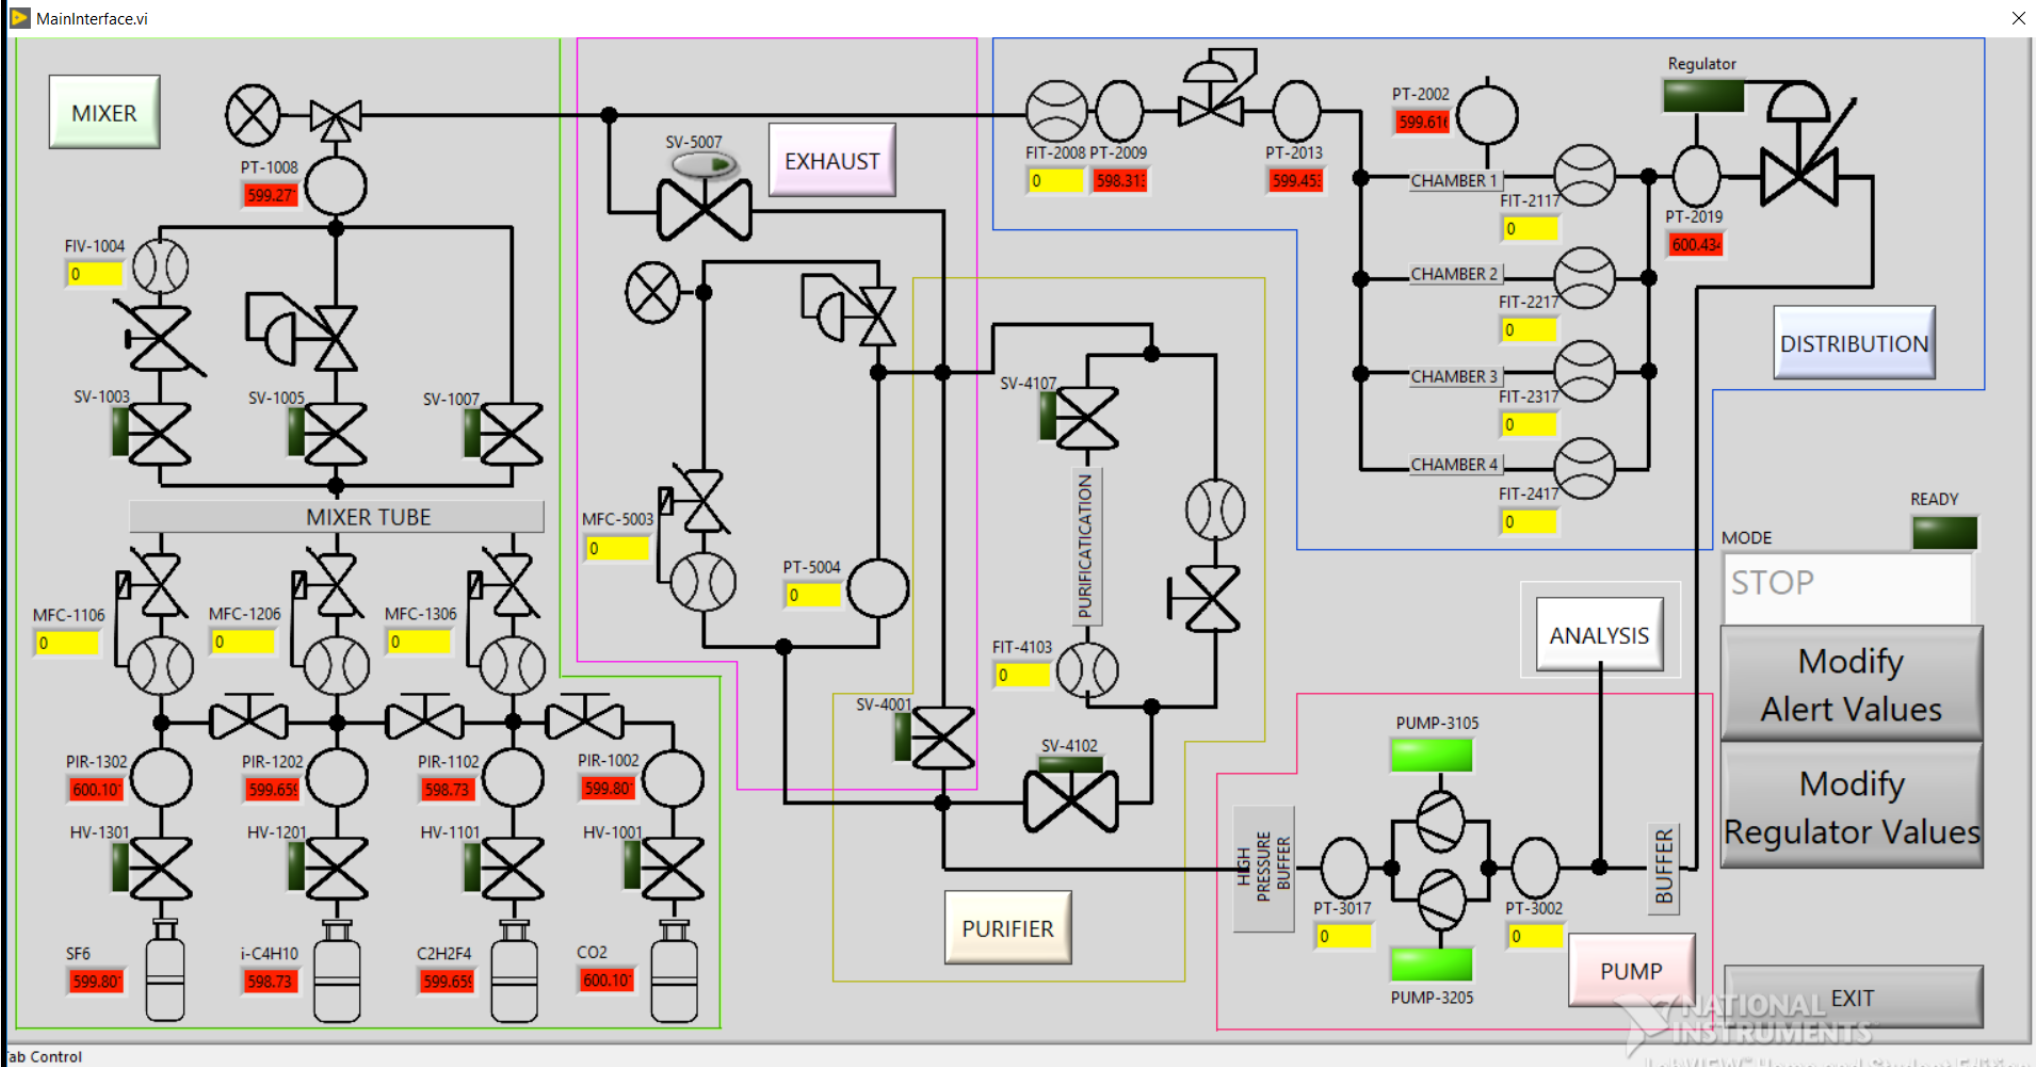 MainInterface.vi
MIXER
PT-1008
599.27
FIV-1004
0
SV-1003
SV-1005
SV-1007
MIXER TUBE
MFC-1106
0
MFC-1206
0
MFC-1306
0
PIR-1302
600.10
PIR-1202
599.65
PIR-1102
598.73
PIR-1002
599.80
HV-1301
HV-1201
HV-1101
HV-1001
SF6
599.80
i-C4H10
598.73
C2H2F4
599.65
CO2
600.10
SV-5007
EXHAUST
MFC-5003
0
PT-5004
0
SV-4001
SV-4107
PURIFICATICATION
FIT-4103
0
SV-4102
PURIFIER
FIT-2008
0
PT-2009
598.31
PT-2013
599.45
PT-2002
599.61
Regulator
CHAMBER 1
FIT-2117
0
PT-2019
600.43
CHAMBER 2
FIT-2217
0
CHAMBER 3
FIT-2317
0
CHAMBER 4
FIT-2417
0
DISTRIBUTION
READY
MODE
STOP
Modify
Alert Values
Modify
Regulator Values
ANALYSIS
PUMP-3105
HIGH
PRESSURE
BUFFER
PT-3017
0
PT-3002
0
BUFFER
PUMP-3205
PUMP
EXIT
NATIONAL
INSTRUMENTS
LabVIEW Home and Student Edition
ab Control